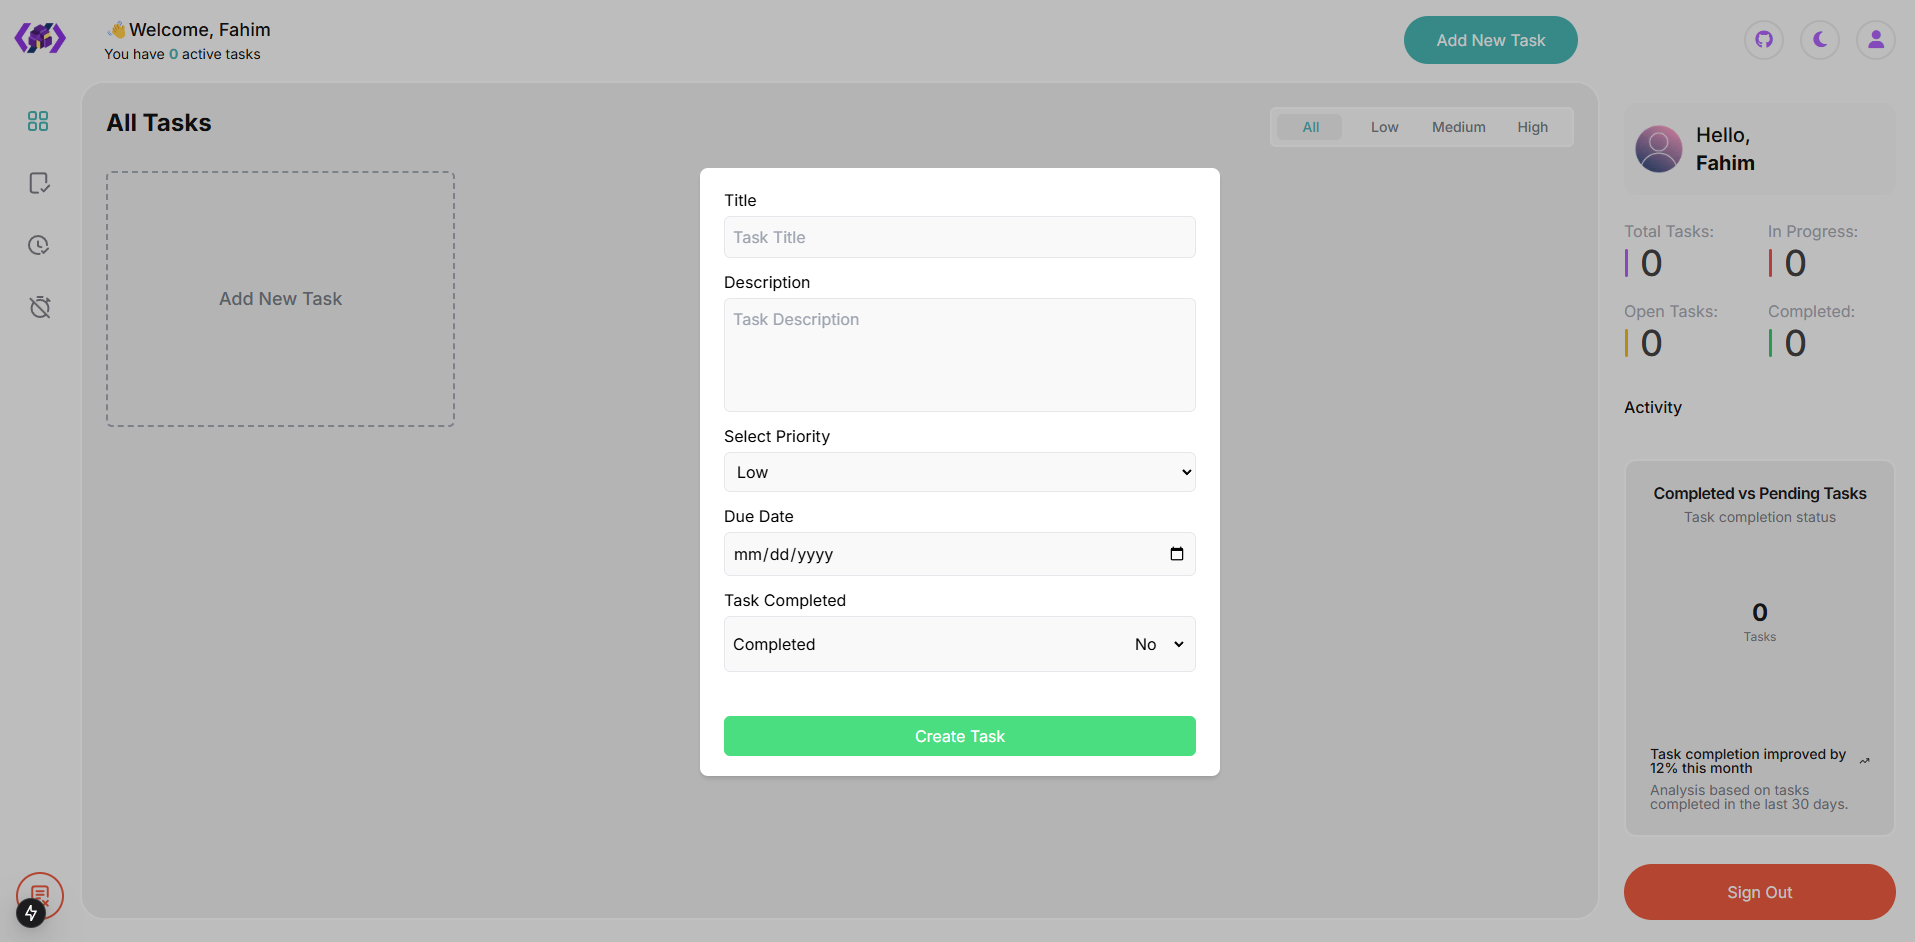 👋Welcome, Fahim
You have 0 active tasks
Add New Task
All Tasks
All
Low
Medium
High
Add New Task
Title
Task Title
Description
Task Description
Select Priority
Low
Due Date
mm/dd/yyyy
Task Completed
Completed
No
Create Task
Hello,
Fahim
Total Tasks:
0
In Progress:
0
Open Tasks:
0
Completed:
0
Activity
Completed vs Pending Tasks
Task completion status
0
Tasks
Task completion improved by
12% this month
Analysis based on tasks
completed in the last 30 days.
Sign Out